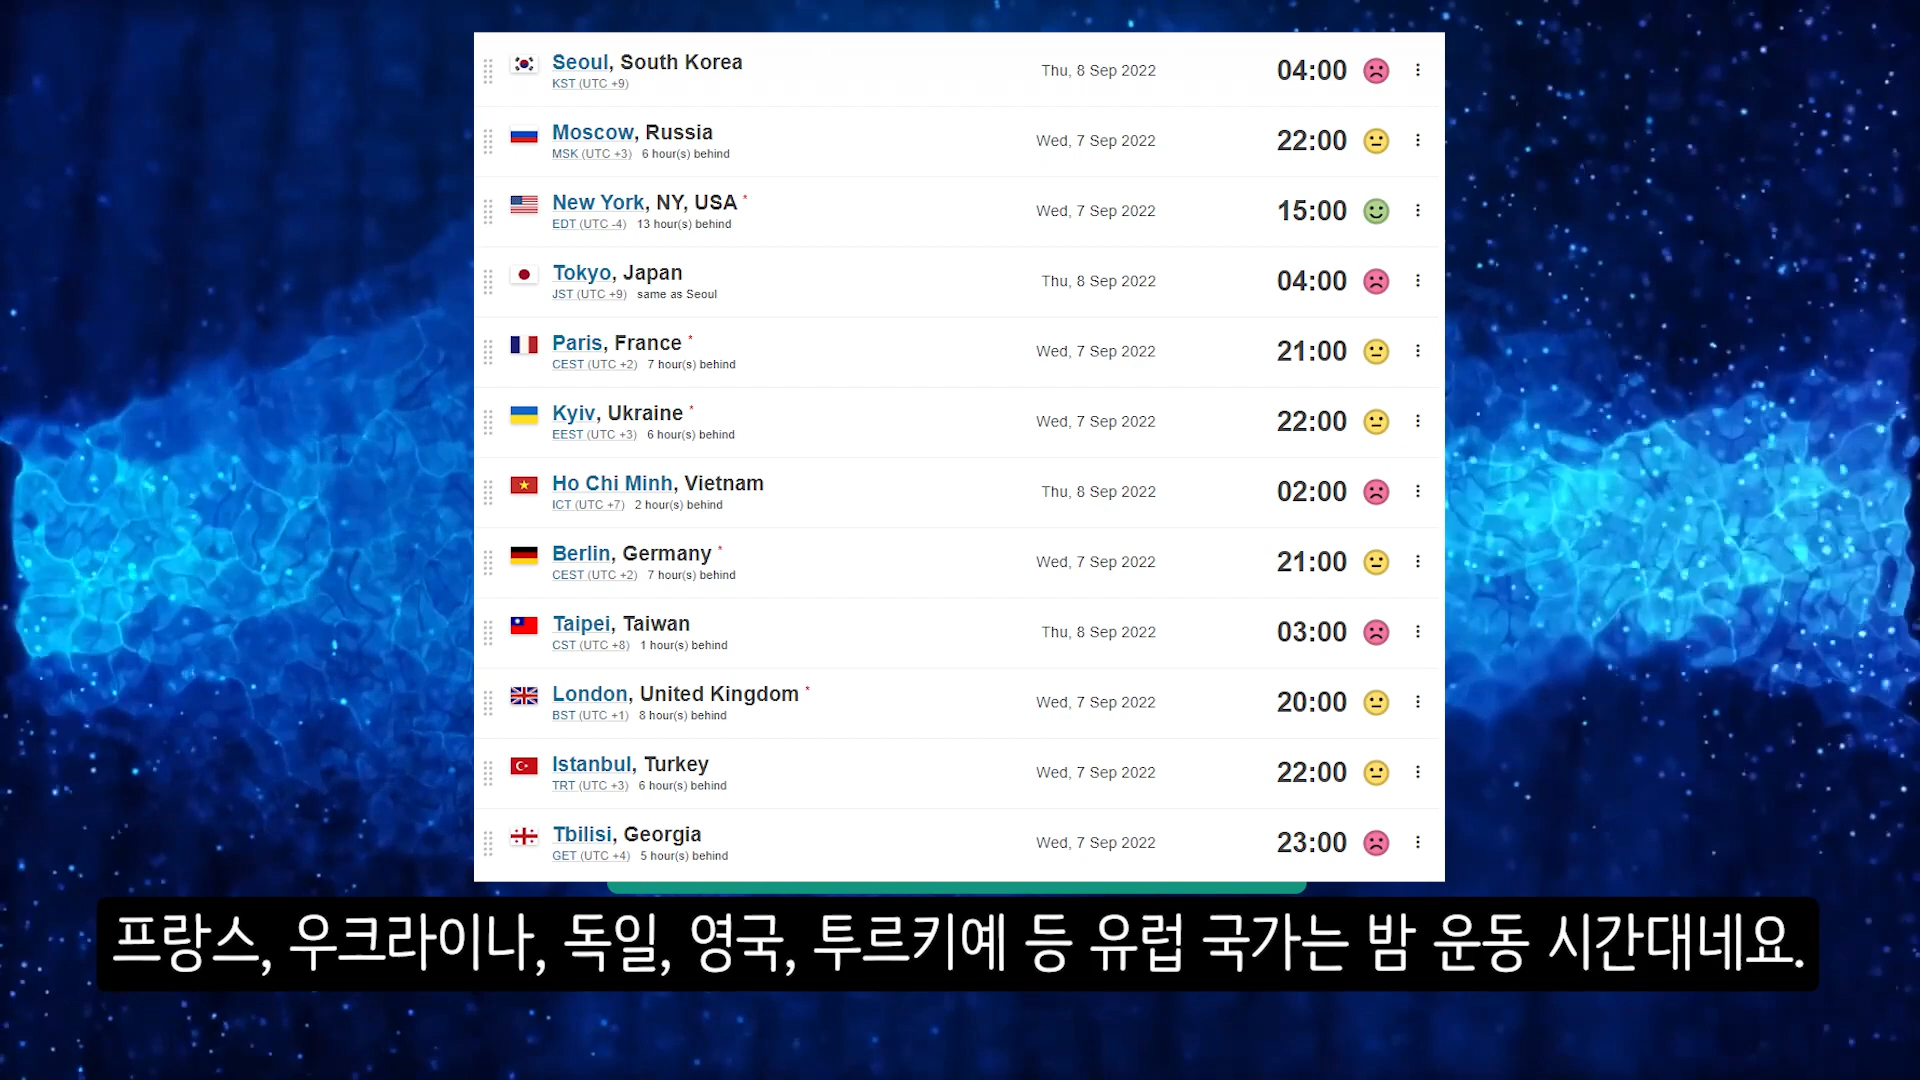 Seoul, South Korea
KST (UTC +9)
Thu, 8 Sep 2022
04:00
Moscow, Russia
MSK (UTC +3) 6 hour(s) behind
Wed, 7 Sep 2022
22:00
New York, NY, USA *
EDT (UTC -4) 13 hour(s) behind
Wed, 7 Sep 2022
15:00
Tokyo, Japan
JST (UTC +9) same as Seoul
Thu, 8 Sep 2022
04:00
Paris, France *
CEST (UTC +2) 7 hour(s) behind
Wed, 7 Sep 2022
21:00
Kyiv, Ukraine *
EEST (UTC +3) 6 hour(s) behind
Wed, 7 Sep 2022
22:00
Ho Chi Minh, Vietnam
ICT (UTC +7) 2 hour(s) behind
Thu, 8 Sep 2022
02:00
Berlin, Germany *
CEST (UTC +2) 7 hour(s) behind
Wed, 7 Sep 2022
21:00
Taipei, Taiwan
CST (UTC +8) 1 hour(s) behind
Thu, 8 Sep 2022
03:00
London, United Kingdom *
BST (UTC +1) 8 hour(s) behind
Wed, 7 Sep 2022
20:00
Istanbul, Turkey
TRT (UTC +3) 6 hour(s) behind
Wed, 7 Sep 2022
22:00
Tbilisi, Georgia
GET (UTC +4) 5 hour(s) behind
Wed, 7 Sep 2022
23:00
프랑스, 우크라이나, 독일, 영국, 투르키예 등 유럽 국가는 밤 운동 시간대네요.